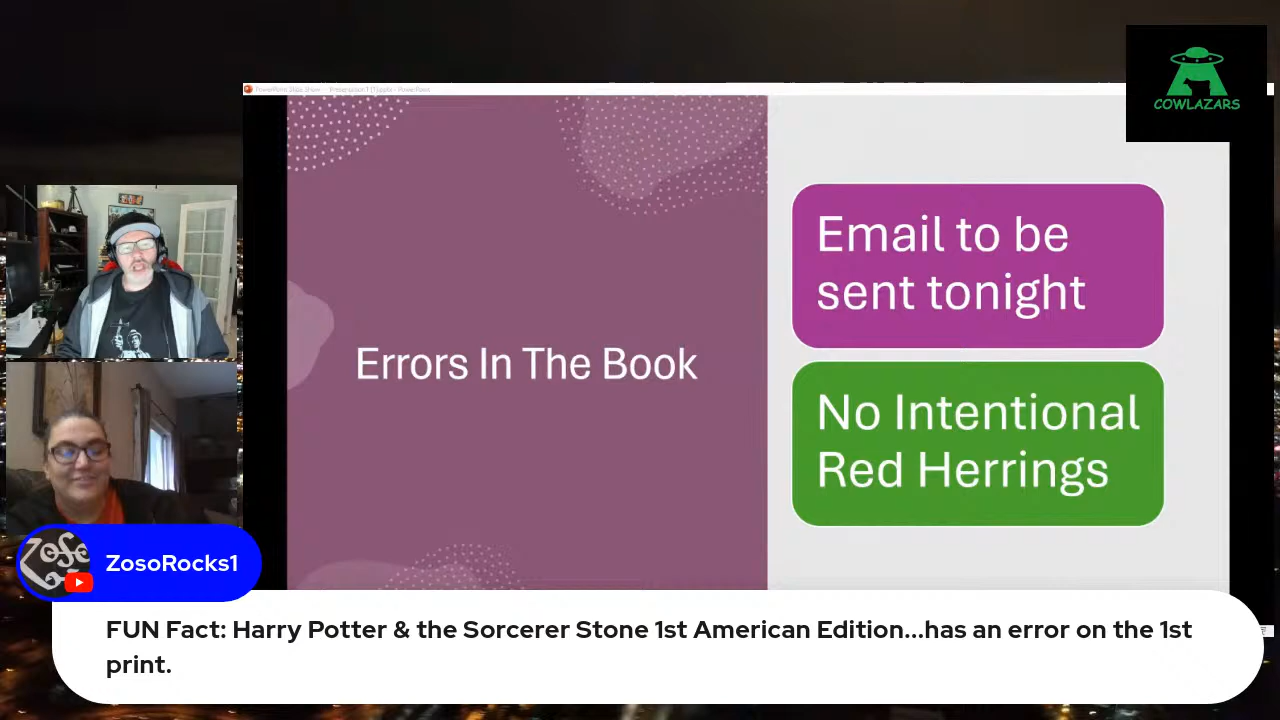 COWLAZARS
Errors In The Book
Email to be
sent tonight
No Intentional
Red Herrings
ZosoRocks1
FUN Fact: Harry Potter & the Sorcerer Stone 1st American Edition...has an error on the 1st
print.